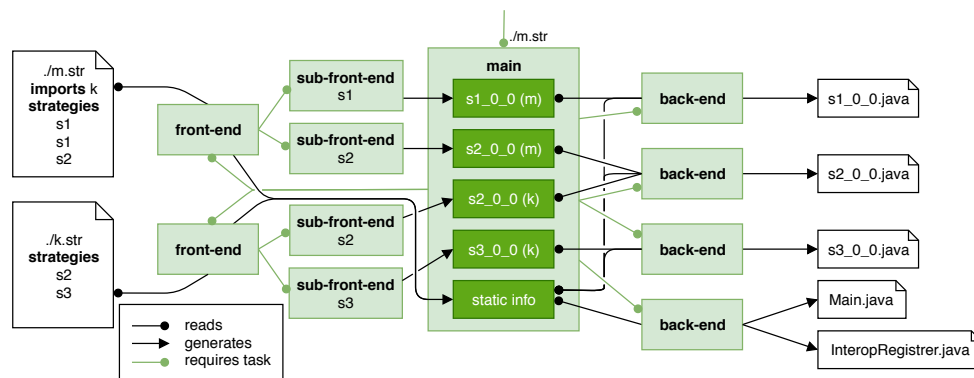 ./m.str
./m.str
imports k
strategies
s1
s1
s2
./k.str
strategies
s2
s3
front-end
front-end
sub-front-end
s1
sub-front-end
s2
sub-front-end
s2
sub-front-end
s3
main
s1_0_0 (m)
s2_0_0 (m)
s2_0_0 (k)
s3_0_0 (k)
static info
back-end
back-end
back-end
back-end
s1_0_0.java
s2_0_0.java
s3_0_0.java
Main.java
InteropRegistrer.java
reads
generates
requires task